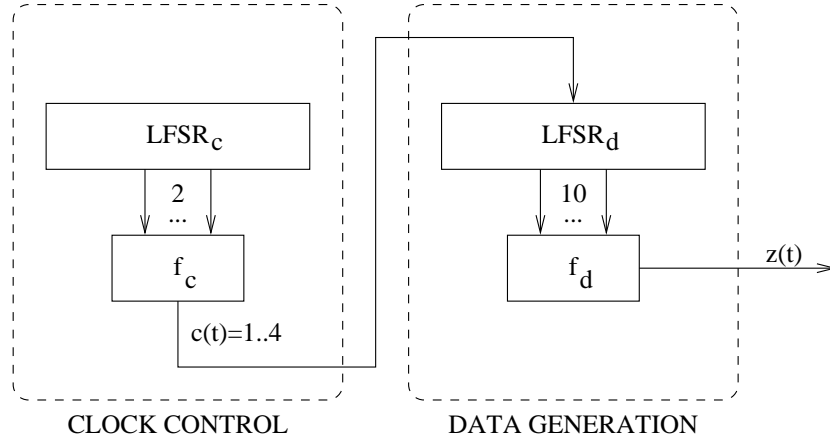 LFSR_c
LFSR_d
2
...
10
...
f_c
f_d
z(t)
c(t)=1..4
CLOCK CONTROL
DATA GENERATION